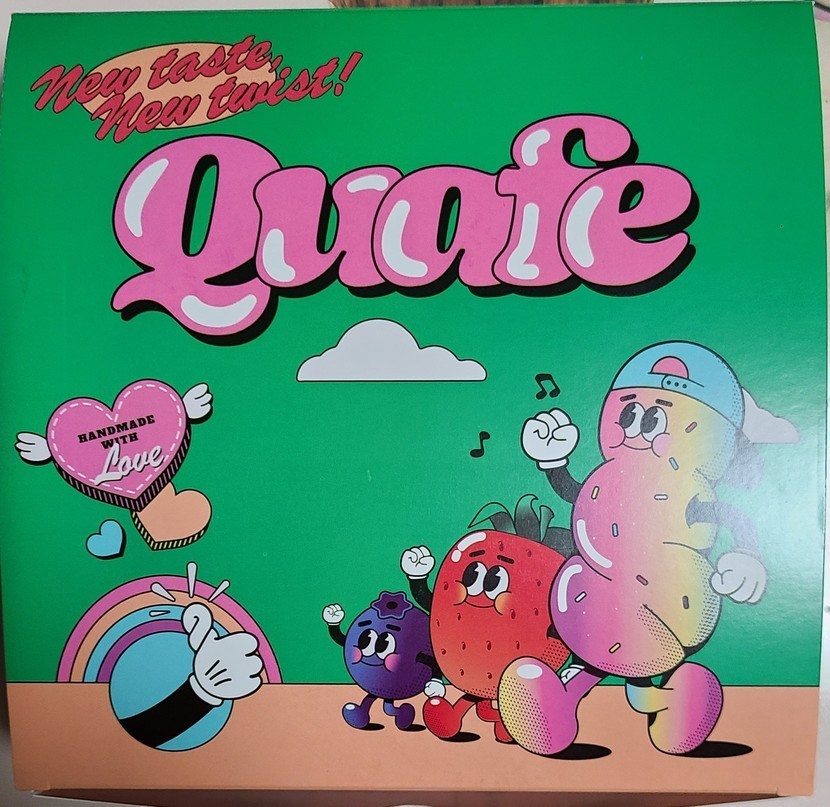 New taste,
New twist!
Quafe
HANDMADE
WITH
Love